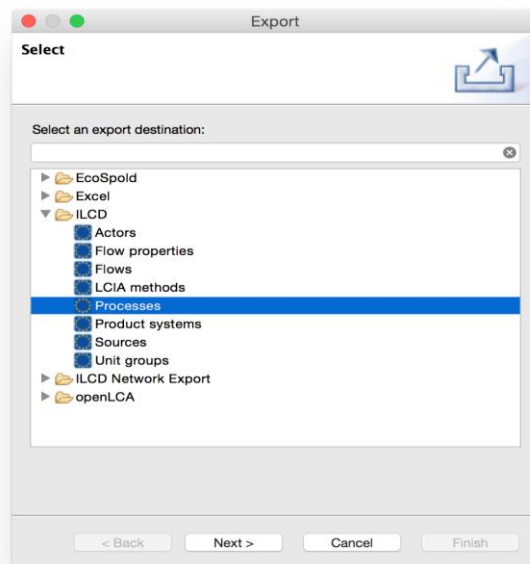 Export
Select
Select an export destination:
EcoSpold
Excel
ILCD
Actors
Flow properties
Flows
LCIA methods
Processes
Product systems
Sources
Unit groups
ILCD Network Export
openLCA
< Back Next > Cancel Finish